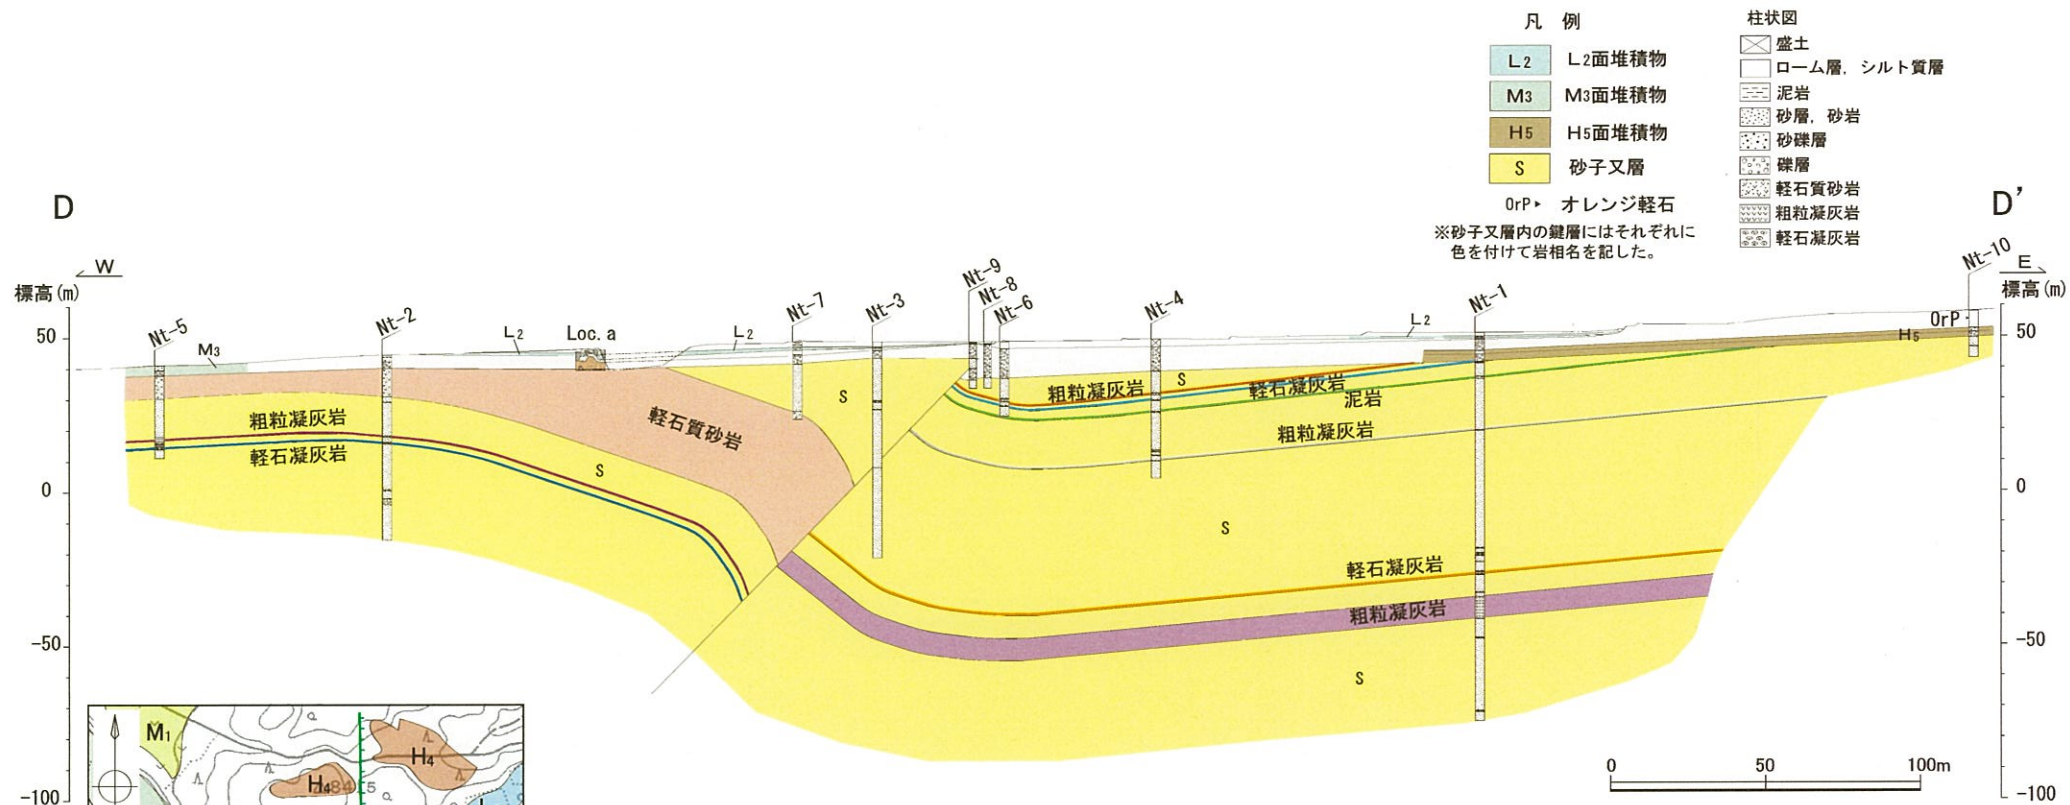 凡 例
L2 L2面堆積物
M3 M3面堆積物
H5 H5面堆積物
S 砂子又層
OrP オレンジ軽石
※砂子又層内の鍵層にはそれぞれに
色を付けて岩相名を記した。
柱状図
盛土
ローム層，シルト質層
泥岩
砂層，砂岩
砂礫層
礫層
軽石質砂岩
粗粒凝灰岩
軽石凝灰岩
D
D’
W
E
標高(m)
標高(m)
50
0
-50
-100
50
0
-50
-100
Nt-5
Nt-2
Nt-7
Nt-3
Nt-9
Nt-8
Nt-6
Nt-4
Nt-1
Nt-10
M3
L2
Loc. a
L2
L2
OrP
H5
粗粒凝灰岩
軽石凝灰岩
S
軽石質砂岩
S
粗粒凝灰岩
S
軽石凝灰岩
泥岩
粗粒凝灰岩
S
軽石凝灰岩
粗粒凝灰岩
S
M1
H4
H4
0 50 100m